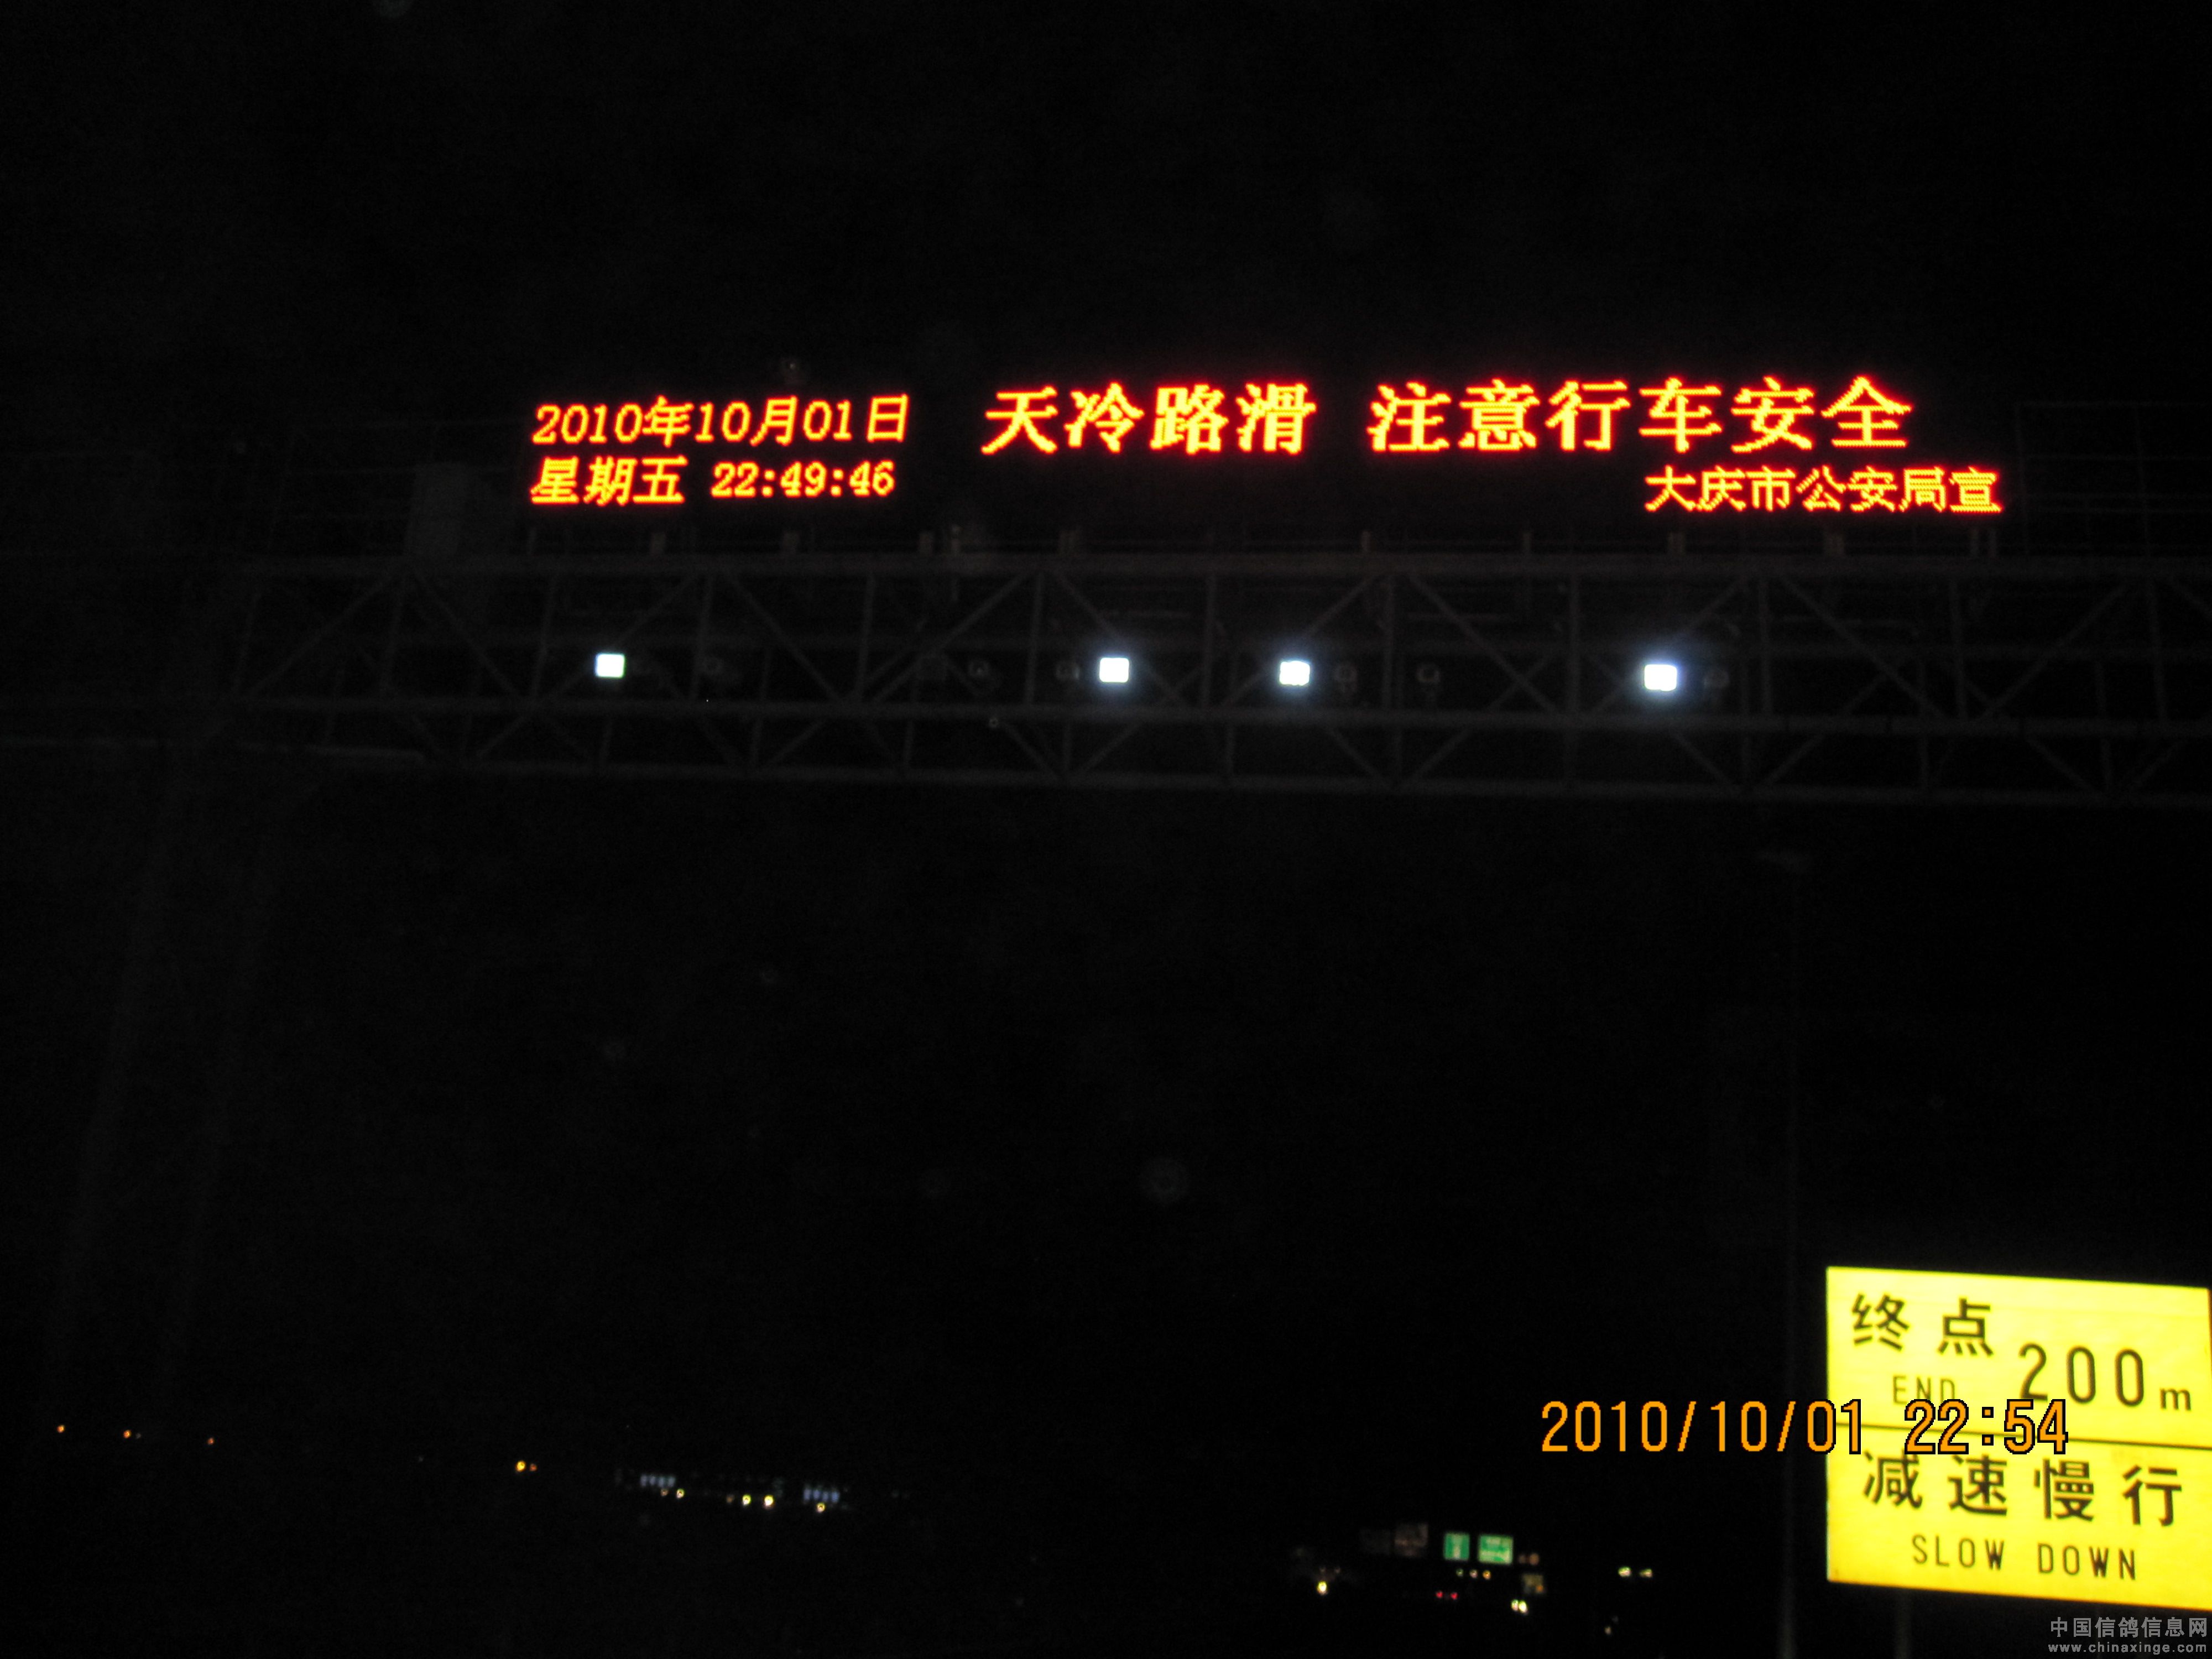 2010年10月01日
星期五 22:49:46
天冷路滑 注意行车安全
大庆市公安局宣
终点 200m
END
2010/10/01 22:54
减速慢行
SLOW DOWN
中国信鸽信息网
www.chinaxinge.com